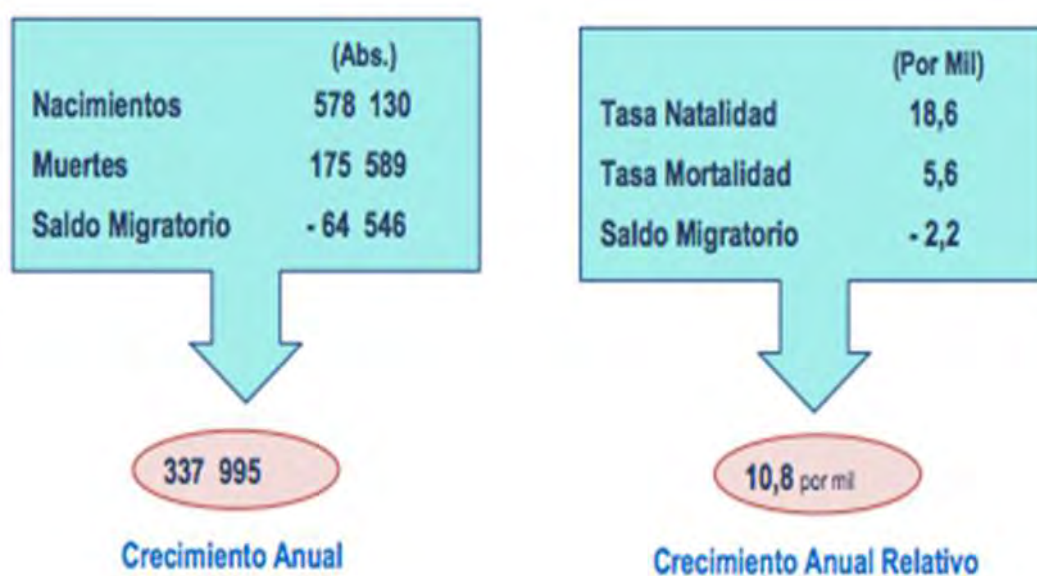 (Abs.)
Nacimientos 578 130
Muertes 175 589
Saldo Migratorio - 64 546
337 995
Crecimiento Anual
(Por Mil)
Tasa Natalidad 18,6
Tasa Mortalidad 5,6
Saldo Migratorio - 2,2
10,8 por mil
Crecimiento Anual Relativo